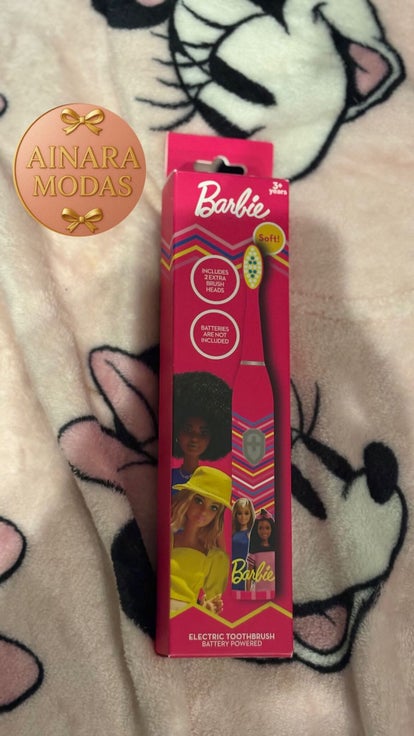 AINARA
MODAS
3+
years
Barbie
Soft!
INCLUDES
2 EXTRA
BRUSH
HEADS
BATTERIES
ARE NOT
INCLUDED
Barbie
ELECTRIC TOOTHBRUSH
BATTERY POWERED